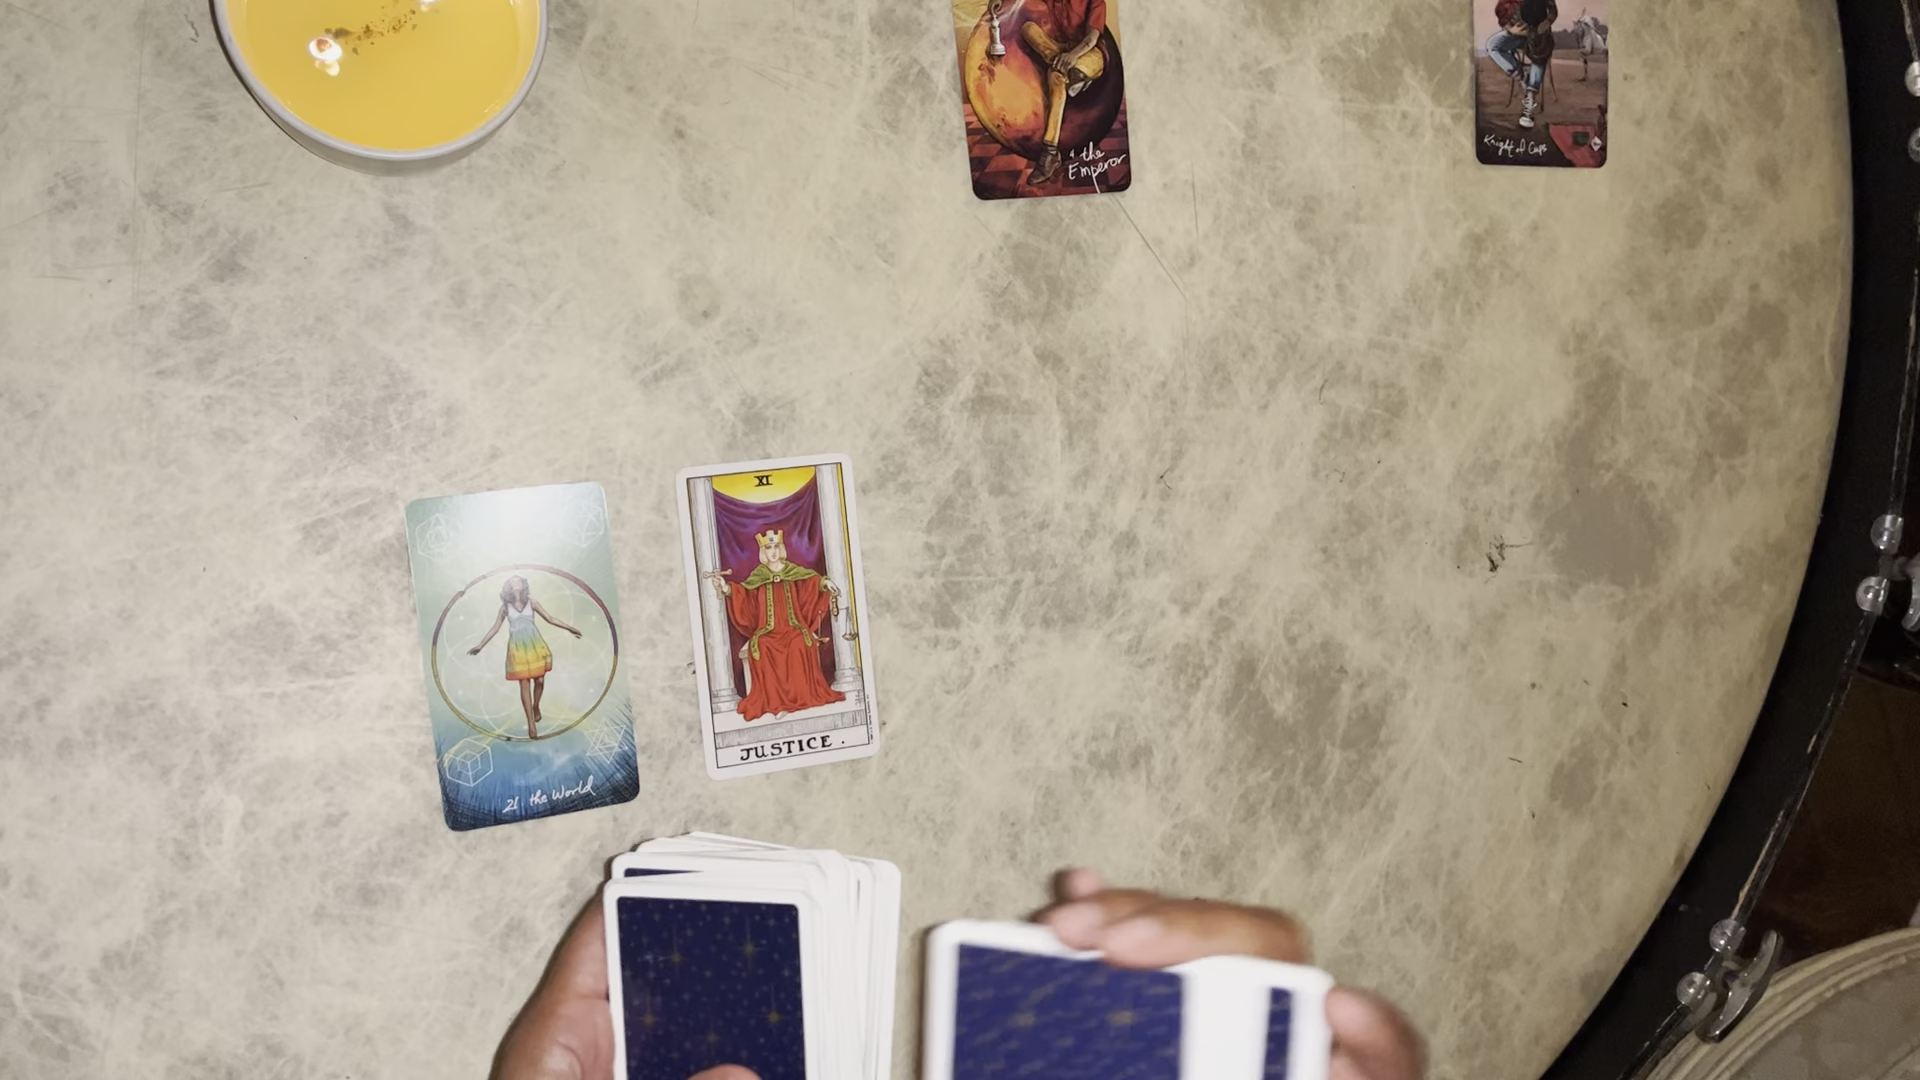 4 the
Emperor
Knight of Cups
XI
JUSTICE .
21 the World